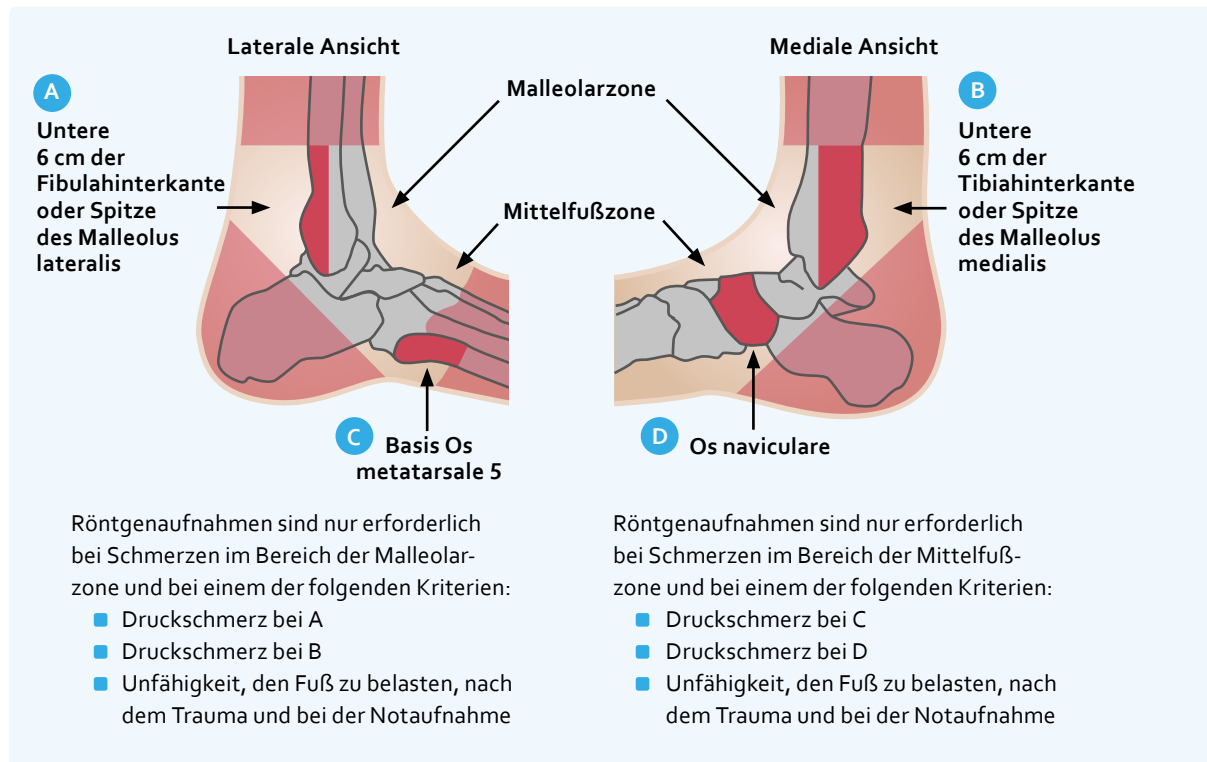 Laterale Ansicht
Mediale Ansicht
A
Untere
6 cm der
Fibulahinterkante
oder Spitze
des Malleolus
lateralis
Malleolarzone
Mittelfußzone
B
Untere
6 cm der
Tibiahinterkante
oder Spitze
des Malleolus
medialis
C
Basis Os
metatarsale 5
D
Os naviculare
Röntgenaufnahmen sind nur erforderlich
bei Schmerzen im Bereich der Malleolar-
zone und bei einem der folgenden Kriterien:
Druckschmerz bei A
Druckschmerz bei B
Unfähigkeit, den Fuß zu belasten, nach
dem Trauma und bei der Notaufnahme
Röntgenaufnahmen sind nur erforderlich
bei Schmerzen im Bereich der Mittelfuß-
zone und bei einem der folgenden Kriterien:
Druckschmerz bei C
Druckschmerz bei D
Unfähigkeit, den Fuß zu belasten, nach
dem Trauma und bei der Notaufnahme